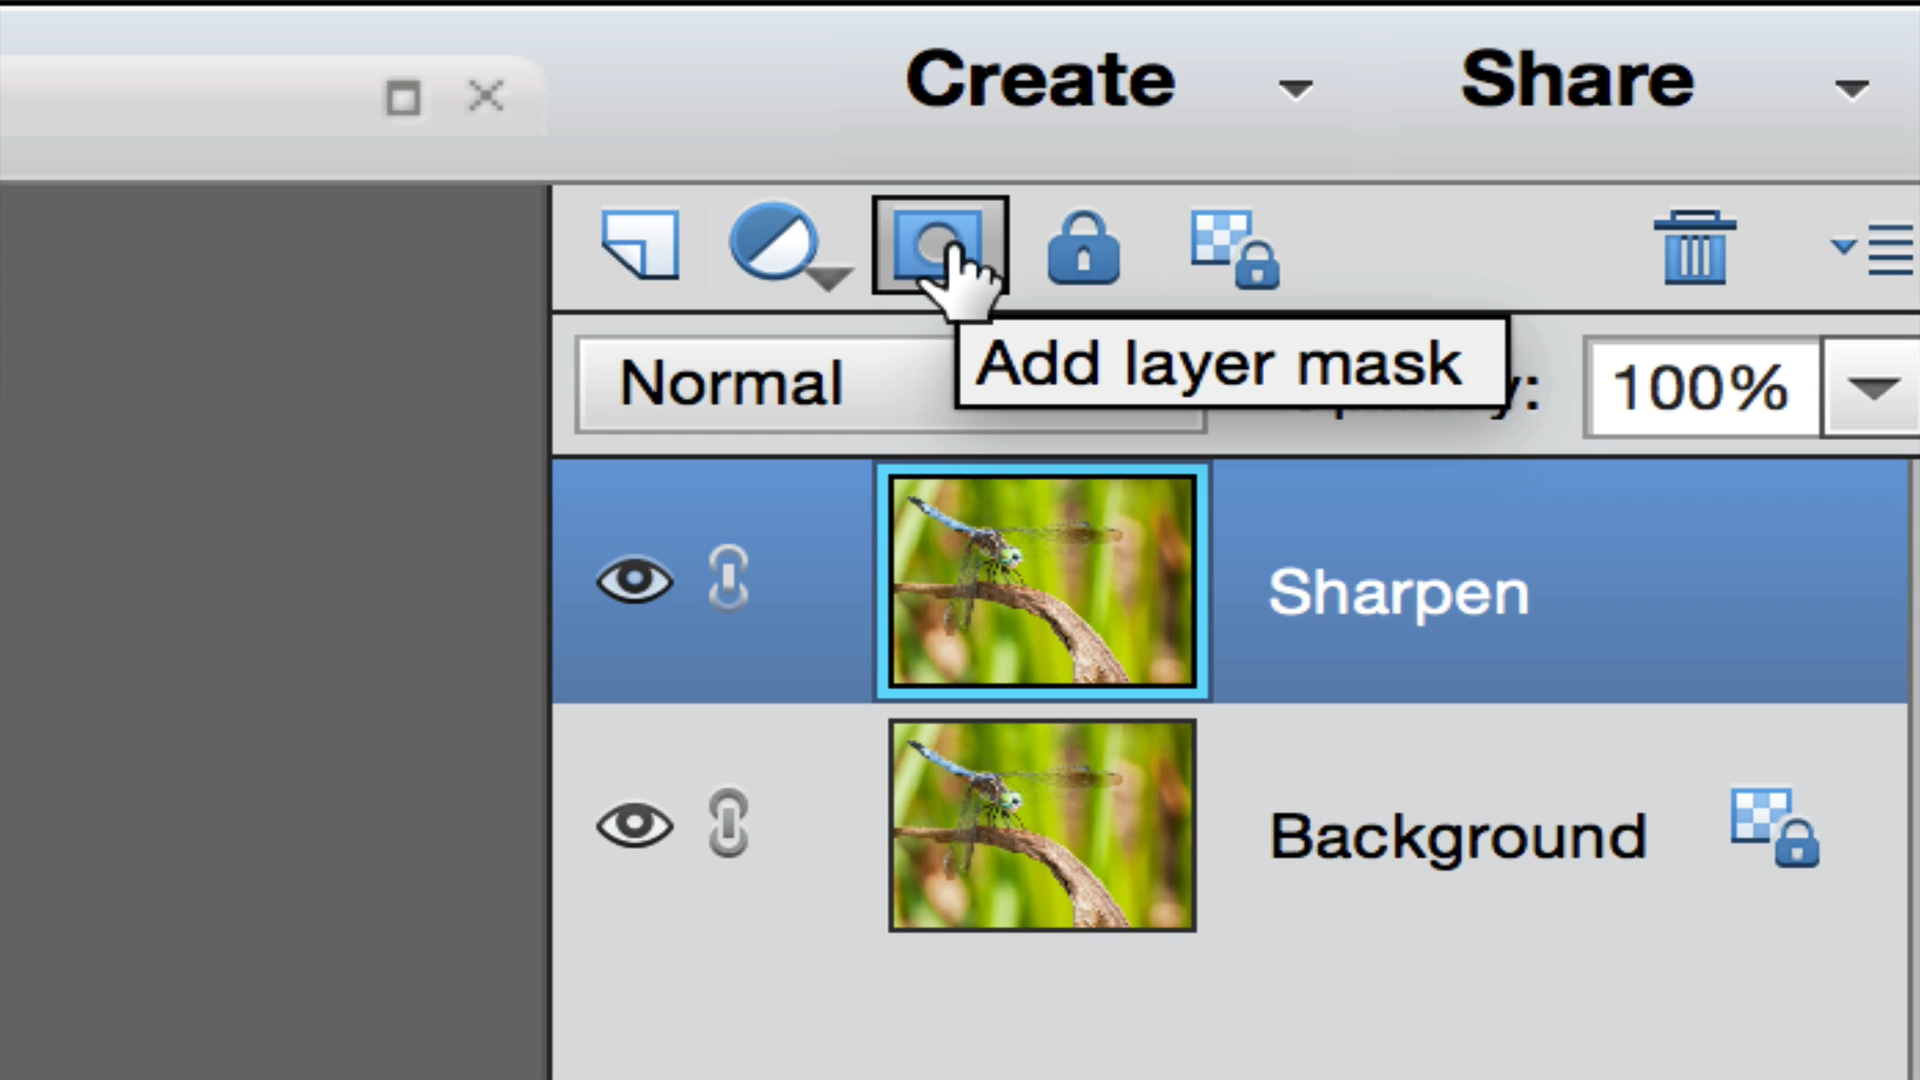 Create Share
Add layer mask
Normal y: 100%
Sharpen
Background